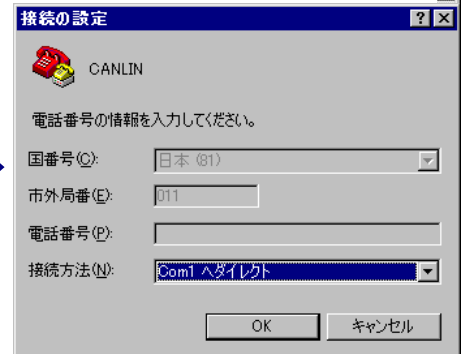 接続の設定
CANLIN
電話番号の情報を入力してください。
国番号(C): 日本 (81)
市外局番(E): 011
電話番号(P):
接続方法(N): Com1 へダイレクト
OK キャンセル